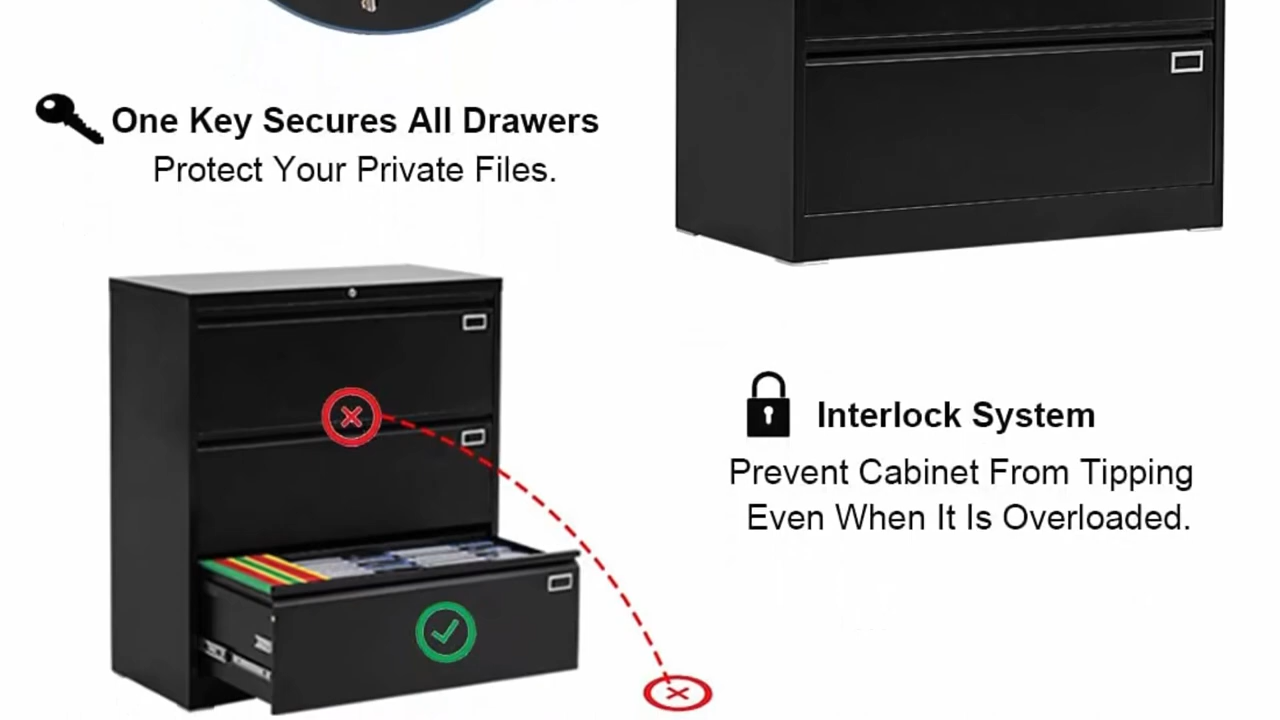 One Key Secures All Drawers
Protect Your Private Files.
Interlock System
Prevent Cabinet From Tipping
Even When It Is Overloaded.